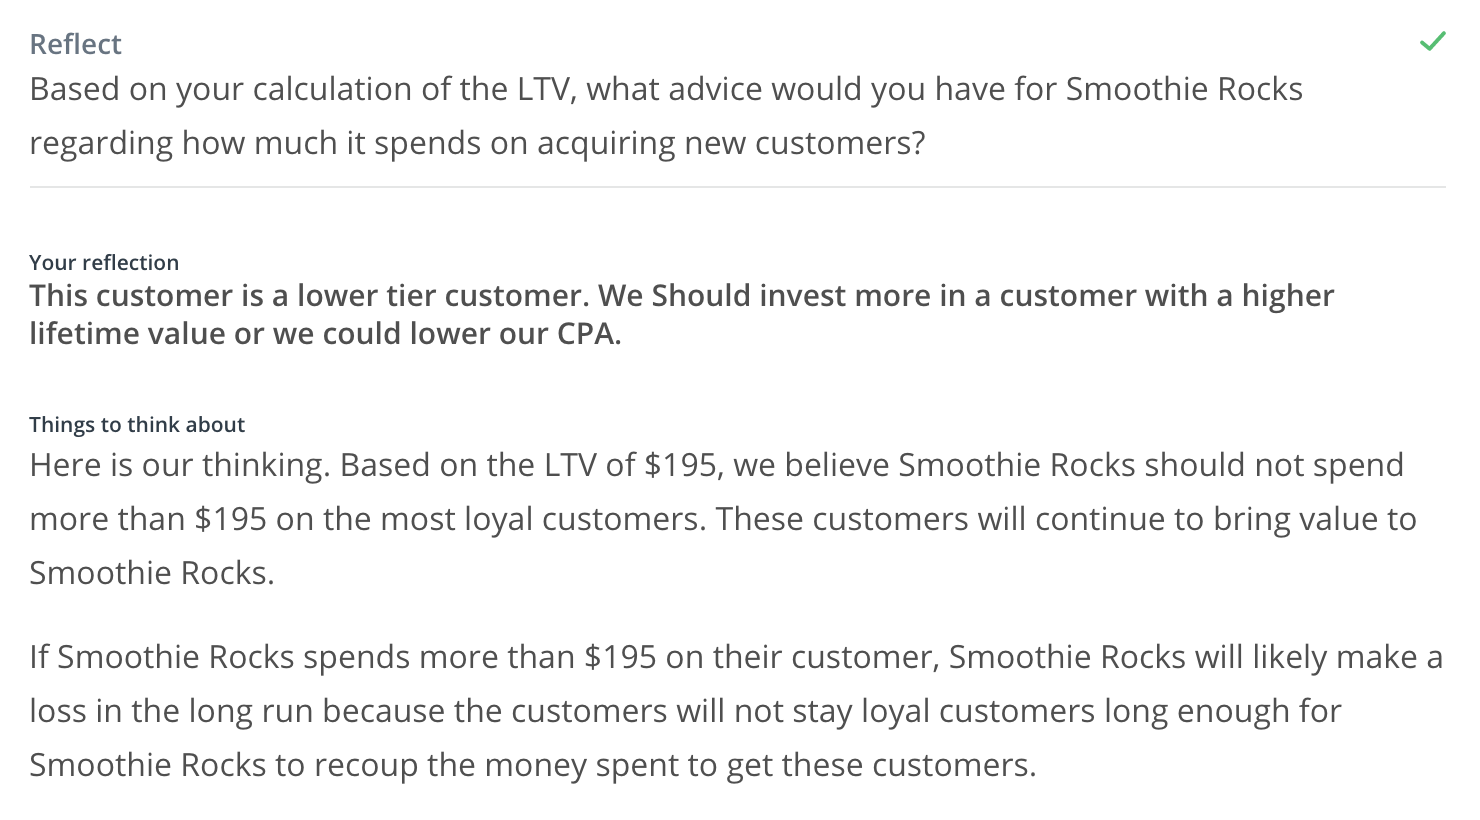 Reflect
Based on your calculation of the LTV, what advice would you have for Smoothie Rocks
regarding how much it spends on acquiring new customers?
Your reflection
This customer is a lower tier customer. We Should invest more in a customer with a higher
lifetime value or we could lower our CPA.
Things to think about
Here is our thinking. Based on the LTV of $195, we believe Smoothie Rocks should not spend
more than $195 on the most loyal customers. These customers will continue to bring value to
Smoothie Rocks.
If Smoothie Rocks spends more than $195 on their customer, Smoothie Rocks will likely make a
loss in the long run because the customers will not stay loyal customers long enough for
Smoothie Rocks to recoup the money spent to get these customers.